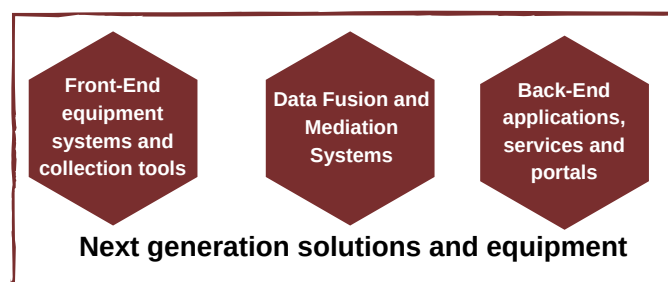 Front-End
equipment
systems and
collection tools
Data Fusion and
Mediation
Systems
Back-End
applications,
services and
portals
Next generation solutions and equipment